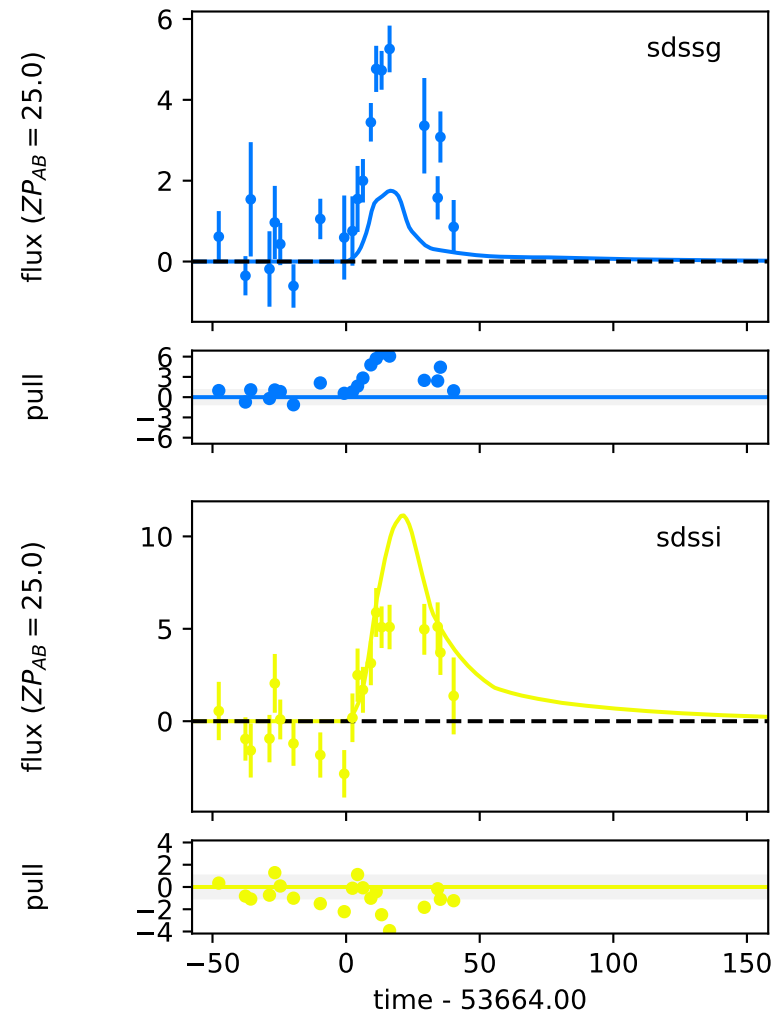 sdssg
flux (ZP_AB = 25.0)
6
4
2
0
pull
6
3
0
−3
−6
sdssi
flux (ZP_AB = 25.0)
10
5
0
pull
4
2
0
−2
−4
−50 0 50 100 150
time - 53664.00